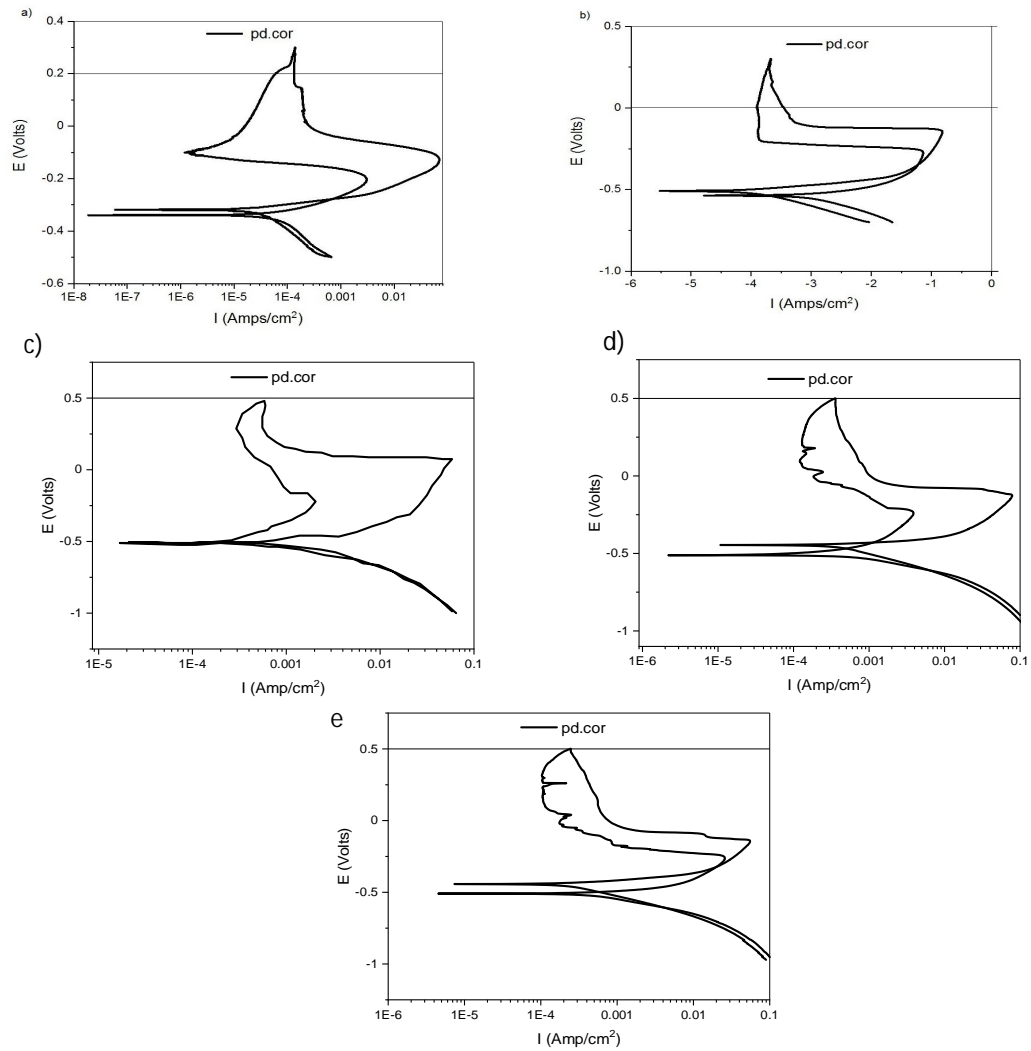 a)
pd.cor
0.4
0.2
0
-0.2
-0.4
-0.6
E (Volts)
1E-8 1E-7 1E-6 1E-5 1E-4 0.001 0.01
I (Amps/cm²)
b)
pd.cor
0.5
0
-0.5
-1.0
E (Volts)
-6 -5 -4 -3 -2 -1 0
I (Amps/cm²)
c)
pd.cor
0.5
0
-0.5
-1
E (Volts)
1E-5 1E-4 0.001 0.01 0.1
I (Amp/cm²)
d)
pd.cor
0.5
0
-0.5
-1
E (Volts)
1E-6 1E-5 1E-4 0.001 0.01 0.1
I (Amp/cm²)
e
pd.cor
0.5
0
-0.5
-1
E (Volts)
1E-6 1E-5 1E-4 0.001 0.01 0.1
I (Amp/cm²)